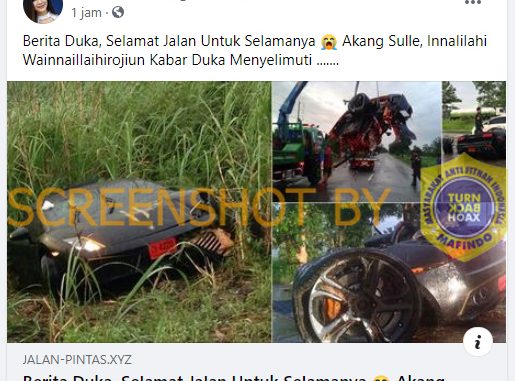 1 jam ·
Berita Duka, Selamat Jalan Untuk Selamanya 😭 Akang Sulle, Innalilahi
Wainnaillaihirojiun Kabar Duka Menyelimuti .......
SCREENSHOT BY
MASYARAKAT ANTI FITNAH INDONESIA
TURN
BACK
HOAX
MAFINDO
i
JALAN-PINTAS.XYZ
Berita Duka, Selamat Jalan Untuk Selamanya 😭 Akang